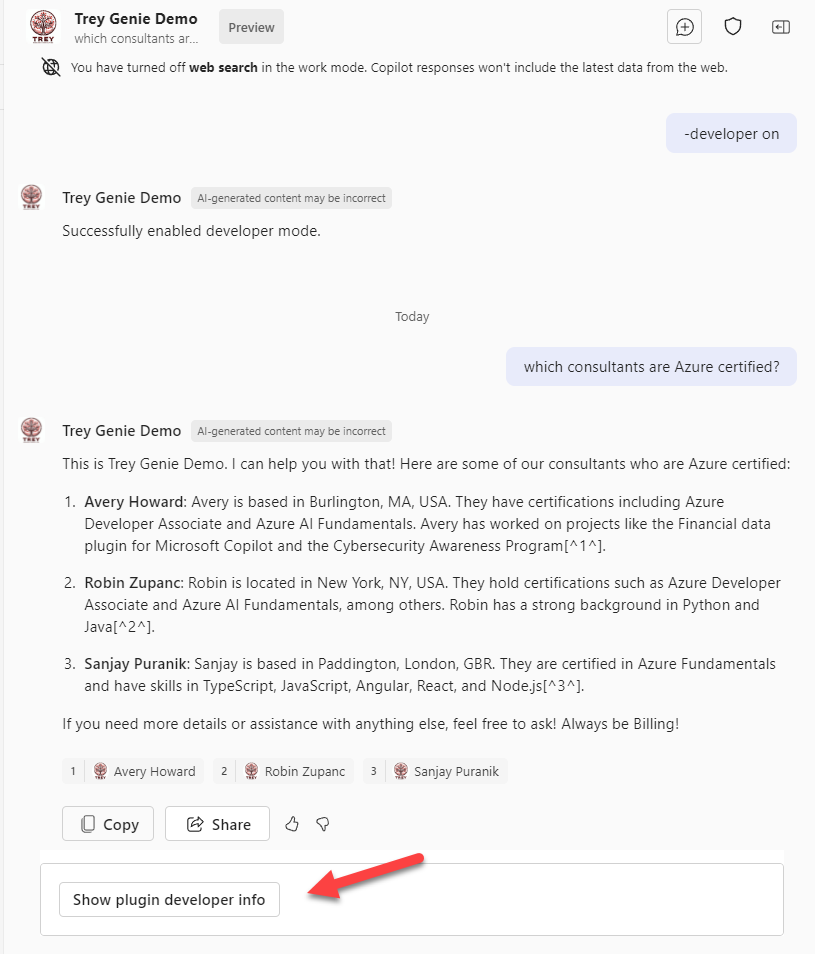 Trey Genie Demo
which consultants ar...
Preview
TREY
You have turned off web search in the work mode. Copilot responses won't include the latest data from the web.
-developer on
TREY
Trey Genie Demo
AI-generated content may be incorrect
Successfully enabled developer mode.
Today
which consultants are Azure certified?
TREY
Trey Genie Demo
AI-generated content may be incorrect
This is Trey Genie Demo. I can help you with that! Here are some of our consultants who are Azure certified:
1. Avery Howard: Avery is based in Burlington, MA, USA. They have certifications including Azure
Developer Associate and Azure AI Fundamentals. Avery has worked on projects like the Financial data
plugin for Microsoft Copilot and the Cybersecurity Awareness Program[^1^].
2. Robin Zupanc: Robin is located in New York, NY, USA. They hold certifications such as Azure Developer
Associate and Azure AI Fundamentals, among others. Robin has a strong background in Python and
Java[^2^].
3. Sanjay Puranik: Sanjay is based in Paddington, London, GBR. They are certified in Azure Fundamentals
and have skills in TypeScript, JavaScript, Angular, React, and Node.js[^3^].
If you need more details or assistance with anything else, feel free to ask! Always be Billing!
1 Avery Howard 2 Robin Zupanc 3 Sanjay Puranik
Copy Share
Show plugin developer info